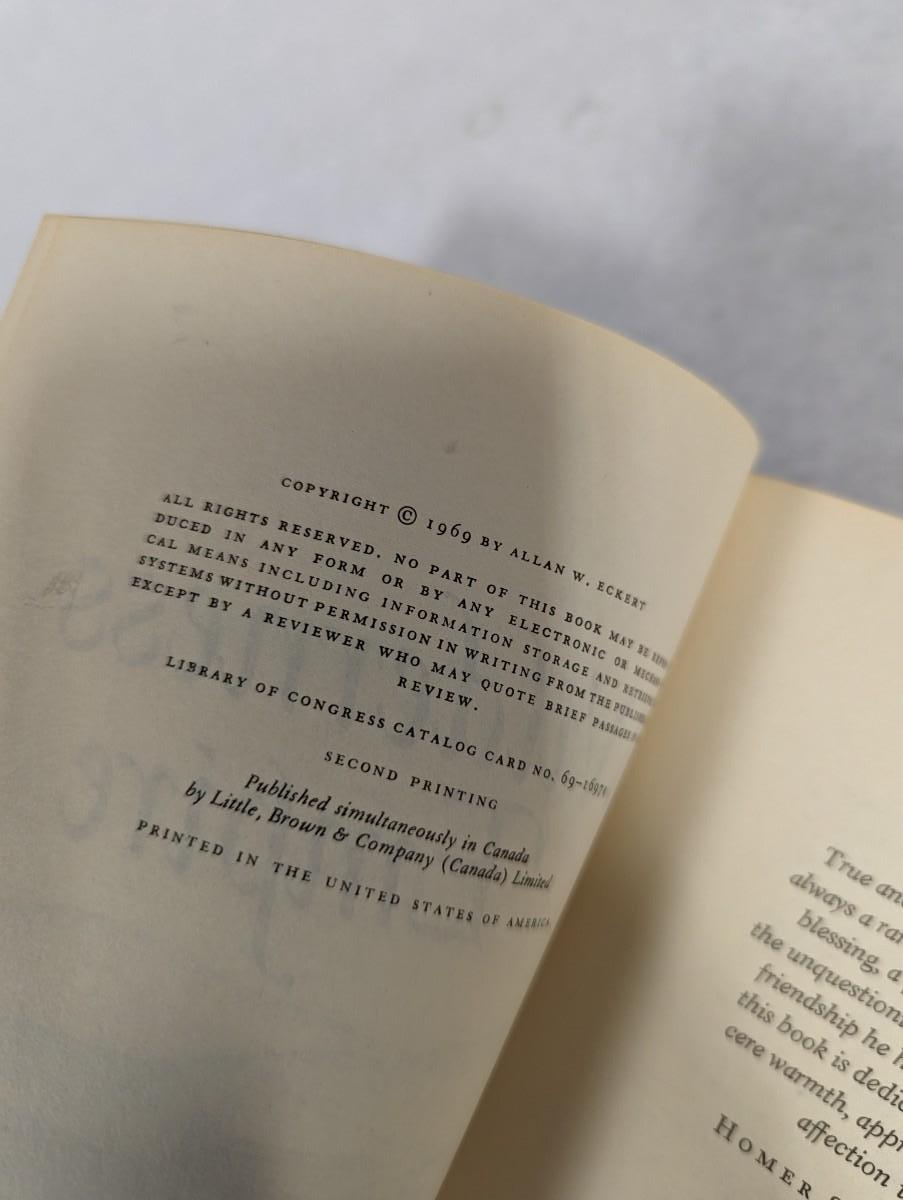 COPYRIGHT © 1969 BY ALLAN W. ECKERT
ALL RIGHTS RESERVED. NO PART OF THIS BOOK MAY BE
DUCED IN ANY FORM OR BY ANY ELECTRONIC OR
CAL MEANS INCLUDING INFORMATION STORAGE AND
SYSTEMS WITHOUT PERMISSION IN WRITING FROM THE
EXCEPT BY A REVIEWER WHO MAY QUOTE BRIEF PASSAGES
REVIEW.
LIBRARY OF CONGRESS CATALOG CARD NO.
SECOND PRINTING
Published simultaneously in Canada
by Little, Brown & Company (Canada) Limited
PRINTED IN THE UNITED STATES OF AMERICA
True
always a
blessing, a
the
friendship he
this book is
cere warmth,
affection
HOMER